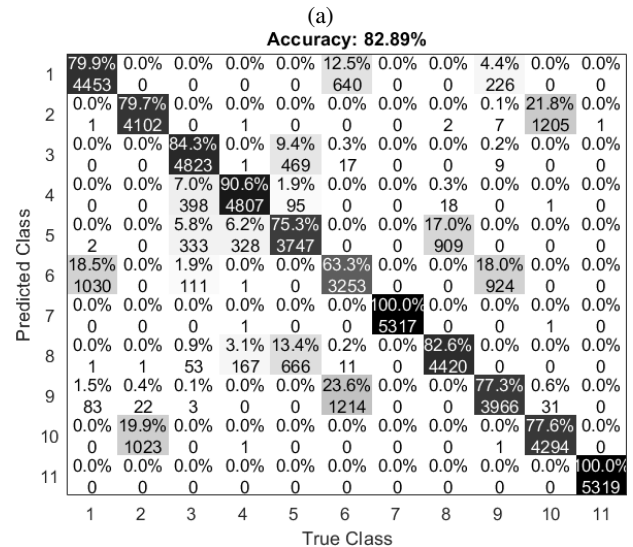 (a)
Accuracy: 82.89%
79.9% 0.0% 0.0% 0.0% 0.0% 12.5% 0.0% 0.0% 4.4% 0.0% 0.0%
1
4453 0 0 0 0 640 0 0 226 0 0
0.0% 79.7% 0.0% 0.0% 0.0% 0.0% 0.0% 0.0% 0.1% 21.8% 0.0%
2
1 4102 0 1 0 0 0 2 7 1205 1
0.0% 0.0% 84.3% 0.0% 9.4% 0.3% 0.0% 0.0% 0.2% 0.0% 0.0%
3
0 0 4823 1 469 17 0 0 9 0 0
0.0% 0.0% 7.0% 90.6% 1.9% 0.0% 0.0% 0.3% 0.0% 0.0% 0.0%
4
0 0 398 4807 95 0 0 18 0 1 0
0.0% 0.0% 5.8% 6.2% 75.3% 0.0% 0.0% 17.0% 0.0% 0.0% 0.0%
5
2 0 333 328 3747 0 0 909 0 0 0
18.5% 0.0% 1.9% 0.0% 0.0% 63.3% 0.0% 0.0% 18.0% 0.0% 0.0%
6
1030 0 111 1 0 3253 0 0 924 0 0
0.0% 0.0% 0.0% 0.0% 0.0% 0.0% 100.0% 0.0% 0.0% 0.0% 0.0%
7
0 0 0 1 0 0 5317 0 0 1 0
0.0% 0.0% 0.9% 3.1% 13.4% 0.2% 0.0% 82.6% 0.0% 0.0% 0.0%
8
1 1 53 167 666 11 0 4420 0 0 0
1.5% 0.4% 0.1% 0.0% 0.0% 23.6% 0.0% 0.0% 77.3% 0.6% 0.0%
9
83 22 3 0 0 1214 0 0 3966 31 0
0.0% 19.9% 0.0% 0.0% 0.0% 0.0% 0.0% 0.0% 0.0% 77.6% 0.0%
10
0 1023 0 1 0 0 0 0 1 4294 0
0.0% 0.0% 0.0% 0.0% 0.0% 0.0% 0.0% 0.0% 0.0% 0.0% 100.0%
11
0 0 0 0 0 0 0 0 0 0 5319
1 2 3 4 5 6 7 8 9 10 11
True Class
Predicted Class